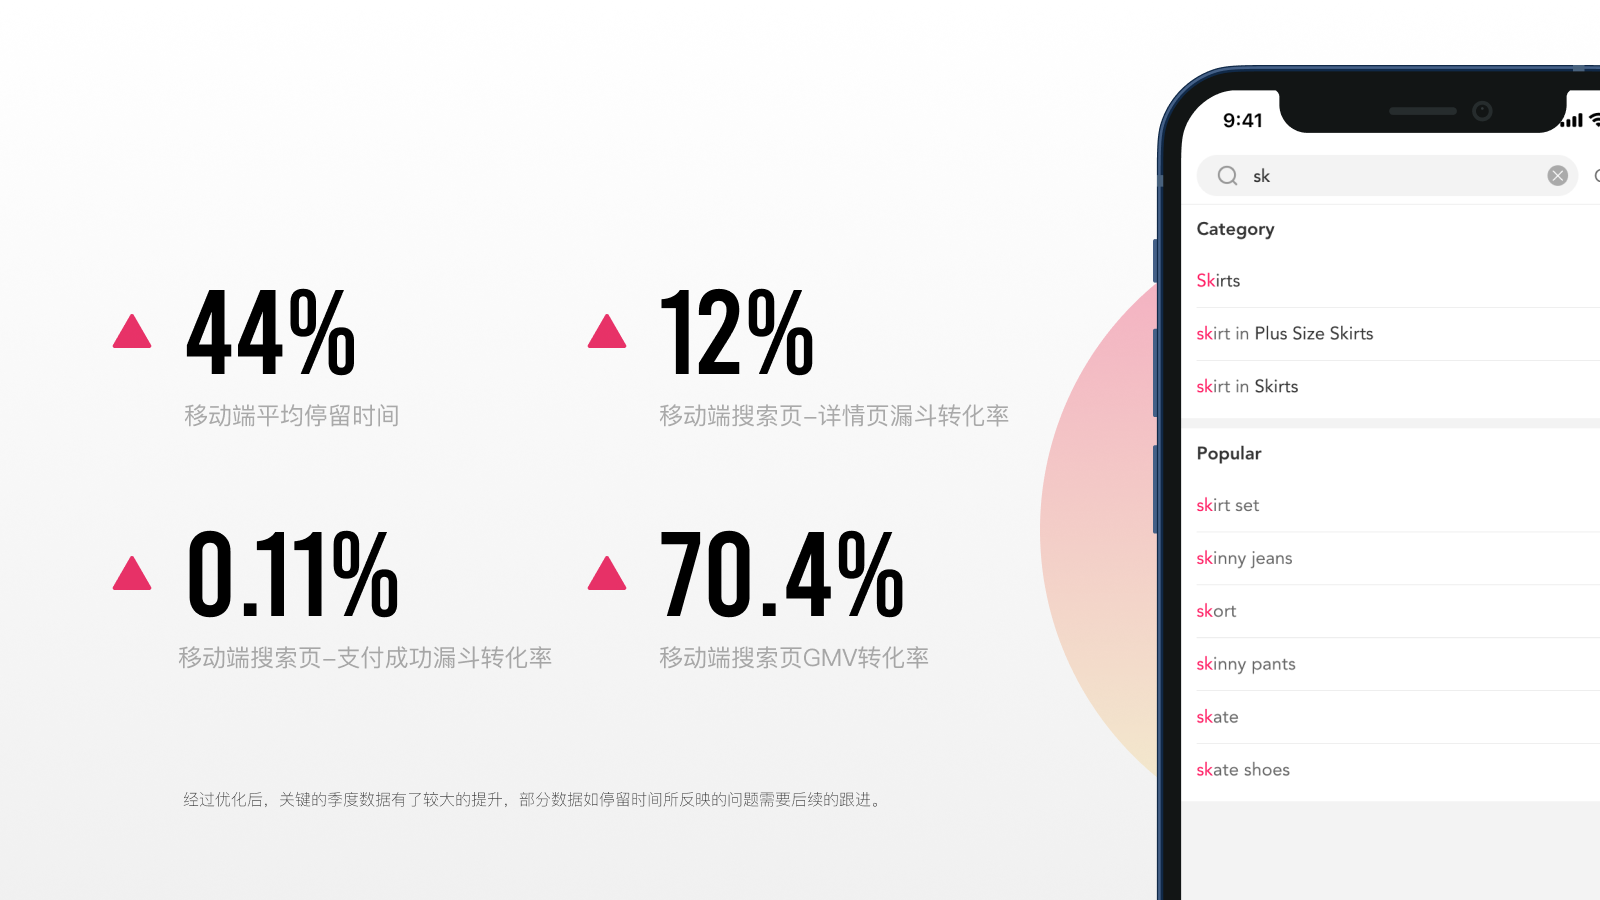 44%
移动端平均停留时间
12%
移动端搜索页–详情页漏斗转化率
0.11%
移动端搜索页–支付成功漏斗转化率
70.4%
移动端搜索页GMV转化率
经过优化后，关键的季度数据有了较大的提升，部分数据如停留时间所反映的问题需要后续的跟进。
9:41
sk
Category
Skirts
skirt in Plus Size Skirts
skirt in Skirts
Popular
skirt set
skinny jeans
skort
skinny pants
skate
skate shoes